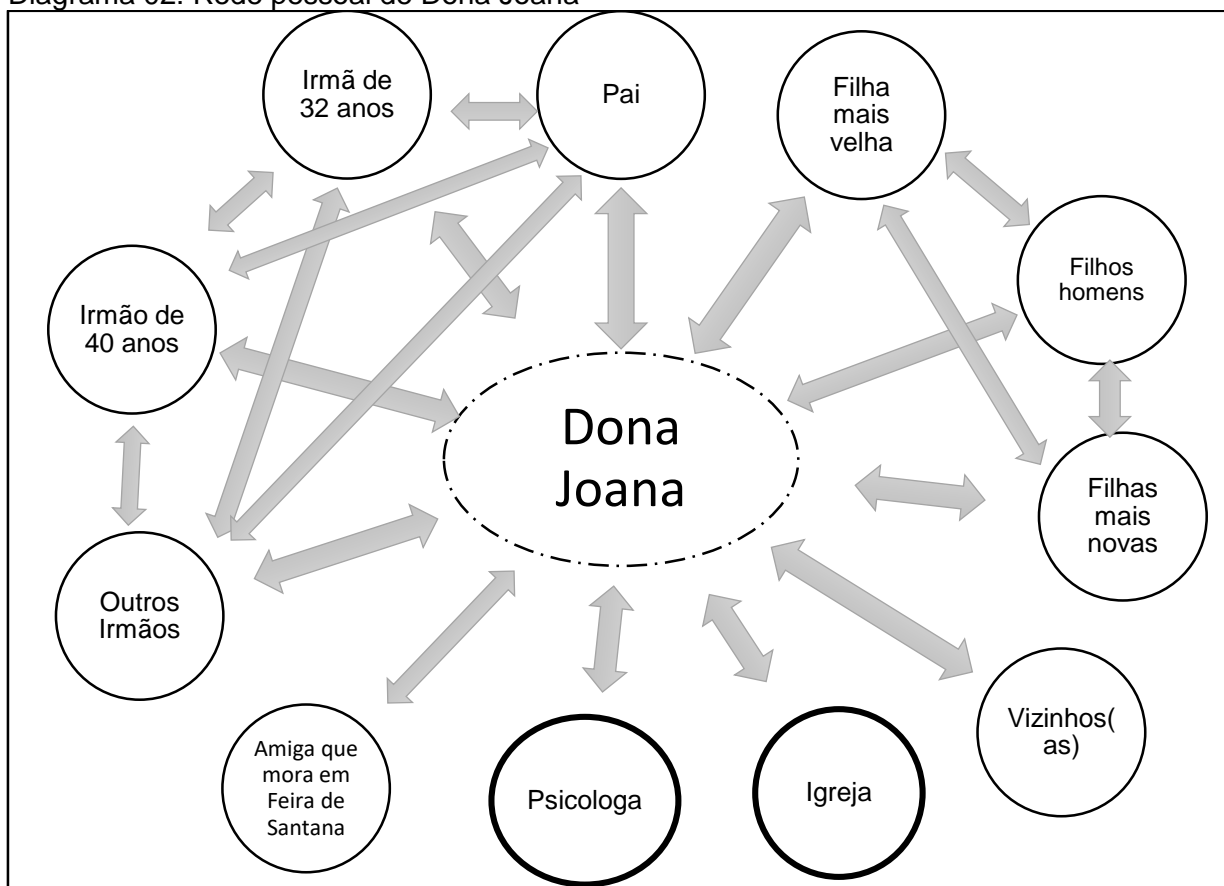 Diagrama 02: Rede pessoal de Dona Joana
Irmã de
32 anos
Pai
Filha
mais
velha
Filhos
homens
Irmão de
40 anos
Dona
Joana
Filhas
mais
novas
Outros
Irmãos
Vizinhos(
as)
Amiga que
mora em
Feira de
Santana
Psicologa
Igreja